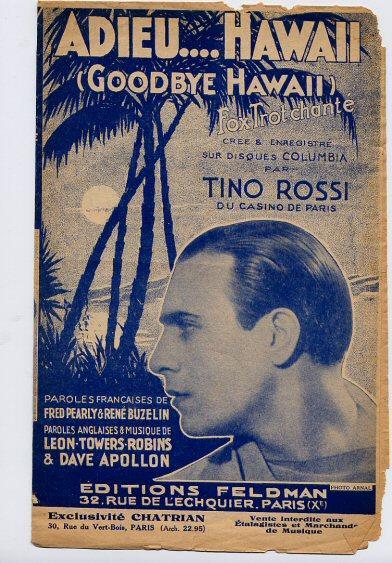 ADIEU.... HAWAII
(GOODBYE HAWAII)
Fox Trot chanté
CRÉE & ENREGISTRÉ
SUR DISQUES COLUMBIA
PAR
TINO ROSSI
DU CASINO DE PARIS
PAROLES FRANÇAISES DE
FRED PEARLY & RENÉ BUZELIN
PAROLES ANGLAISES & MUSIQUE DE
LEON-TOWERS-ROBINS
& DAVE APOLLON
PHOTO ARNAL
EDITIONS FELDMAN
32, RUE DE L'ECHQUIER. PARIS (XE)
Exclusivité CHATRIAN
30, Rue du Vert-Bois, PARIS (Arch. 22.95)
Vente interdite aux
Étalagistes et Marchands
de Musique